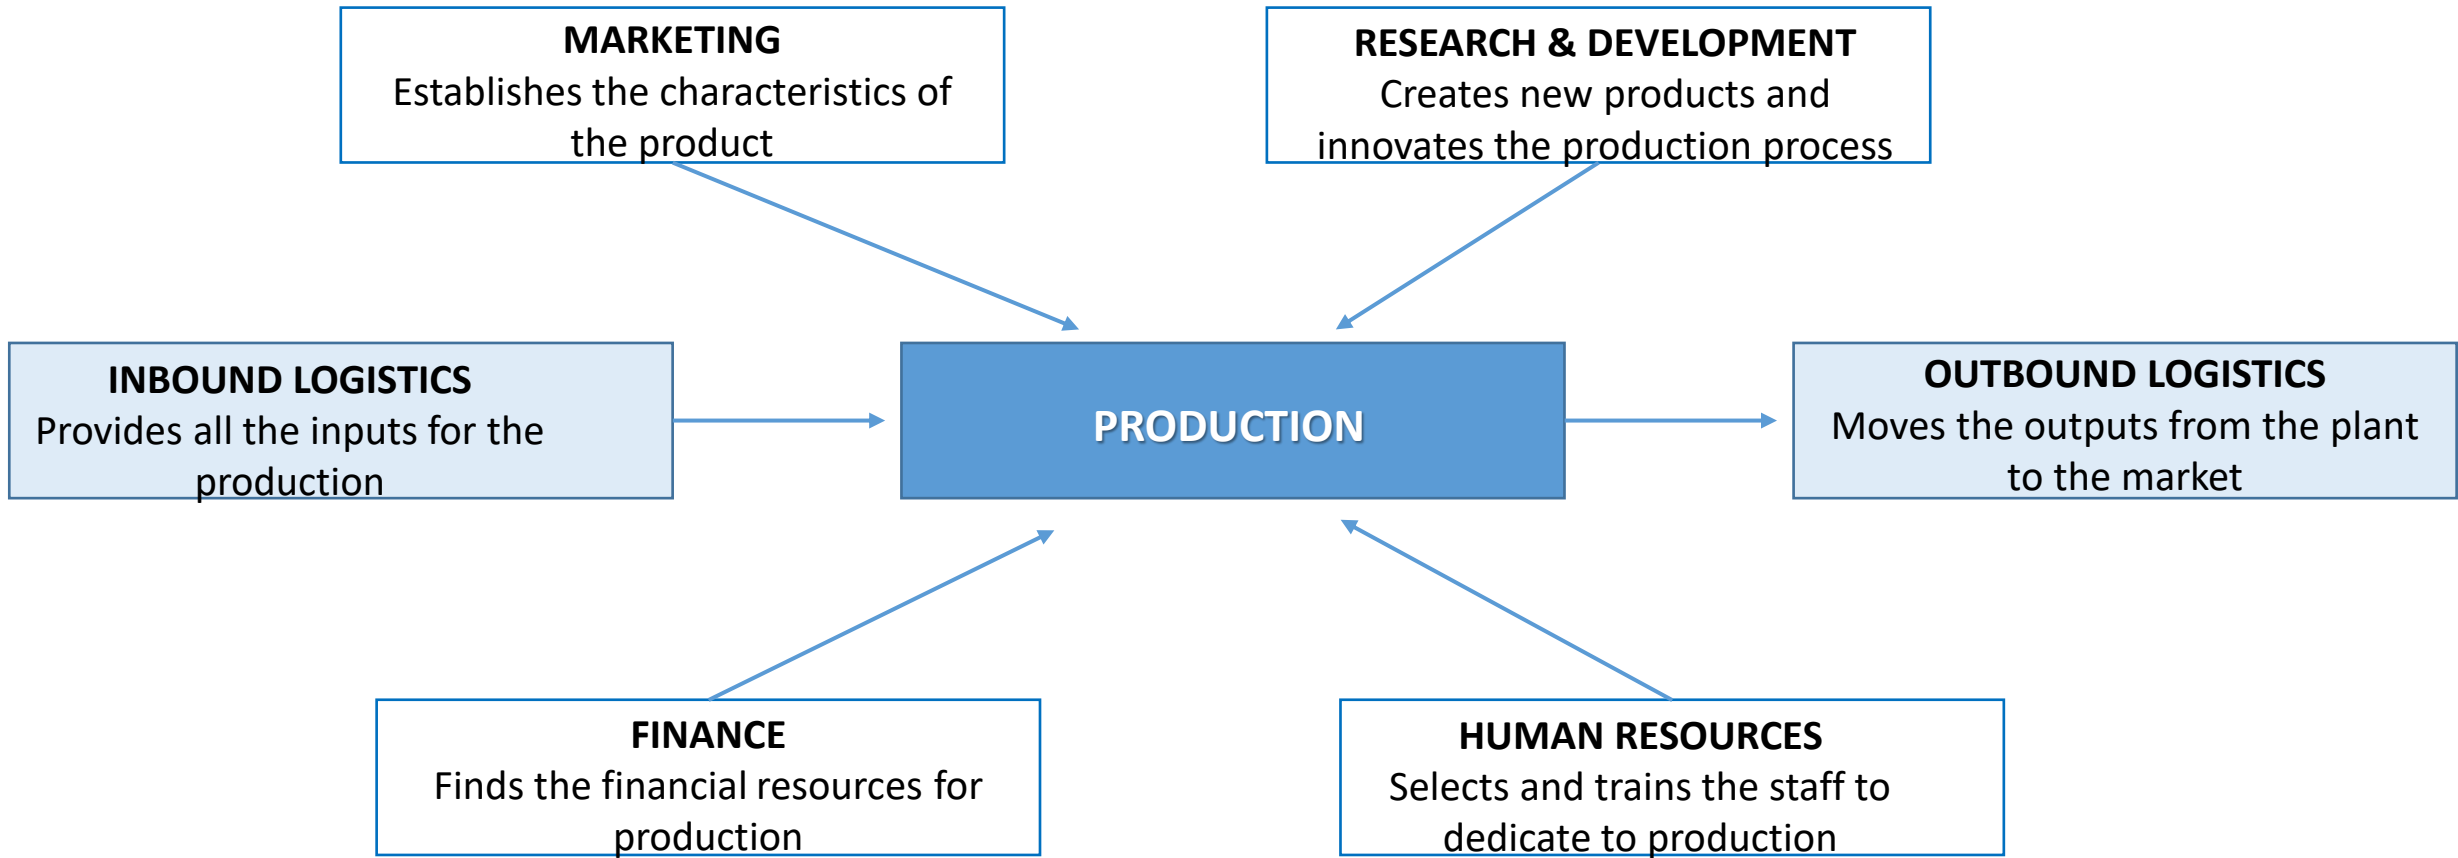 MARKETING
Establishes the characteristics of
the product
RESEARCH & DEVELOPMENT
Creates new products and
innovates the production process
INBOUND LOGISTICS
Provides all the inputs for the
production
PRODUCTION
OUTBOUND LOGISTICS
Moves the outputs from the plant
to the market
FINANCE
Finds the financial resources for
production
HUMAN RESOURCES
Selects and trains the staff to
dedicate to production